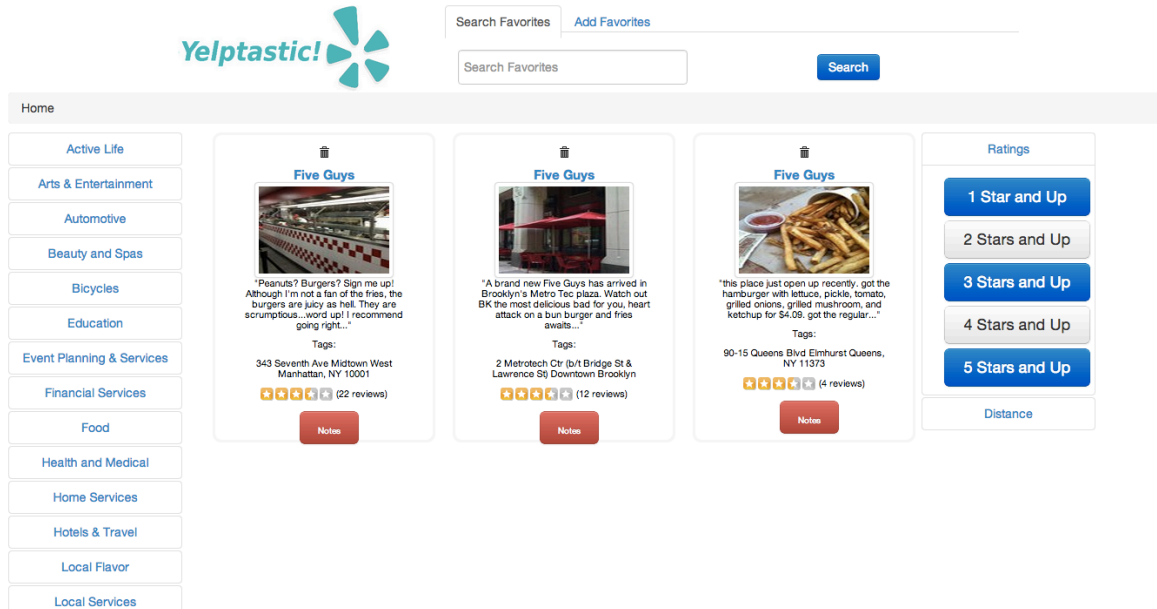 Yelptastic!
Search Favorites
Add Favorites
Search Favorites
Search
Home
Active Life
Arts & Entertainment
Automotive
Beauty and Spas
Bicycles
Education
Event Planning & Services
Financial Services
Food
Health and Medical
Home Services
Hotels & Travel
Local Flavor
Local Services
Five Guys
"Peanuts? Burgers? Sign me up!
Although I'm not a fan of the fries, the
burgers are juicy as hell. They are
scrumptious...word up! I recommend
going right..."
Tags:
343 Seventh Ave Midtown West
Manhattan, NY 10001
(22 reviews)
Notes
Five Guys
"A brand new Five Guys has arrived in
Brooklyn's Metro Tec plaza. Watch out
BK the most delicious bad for you, heart
attack on a bun burger and fries
awaits..."
Tags:
2 Metrotech Ctr (b/t Bridge St &
Lawrence St) Downtown Brooklyn
(12 reviews)
Notes
Five Guys
"this place just open up recently. got the
hamburger with lettuce, pickle, tomato,
grilled onions, grilled mushroom, and
ketchup for $4.09. got the regular..."
Tags:
90-15 Queens Blvd Elmhurst Queens,
NY 11373
(4 reviews)
Notes
Ratings
1 Star and Up
2 Stars and Up
3 Stars and Up
4 Stars and Up
5 Stars and Up
Distance